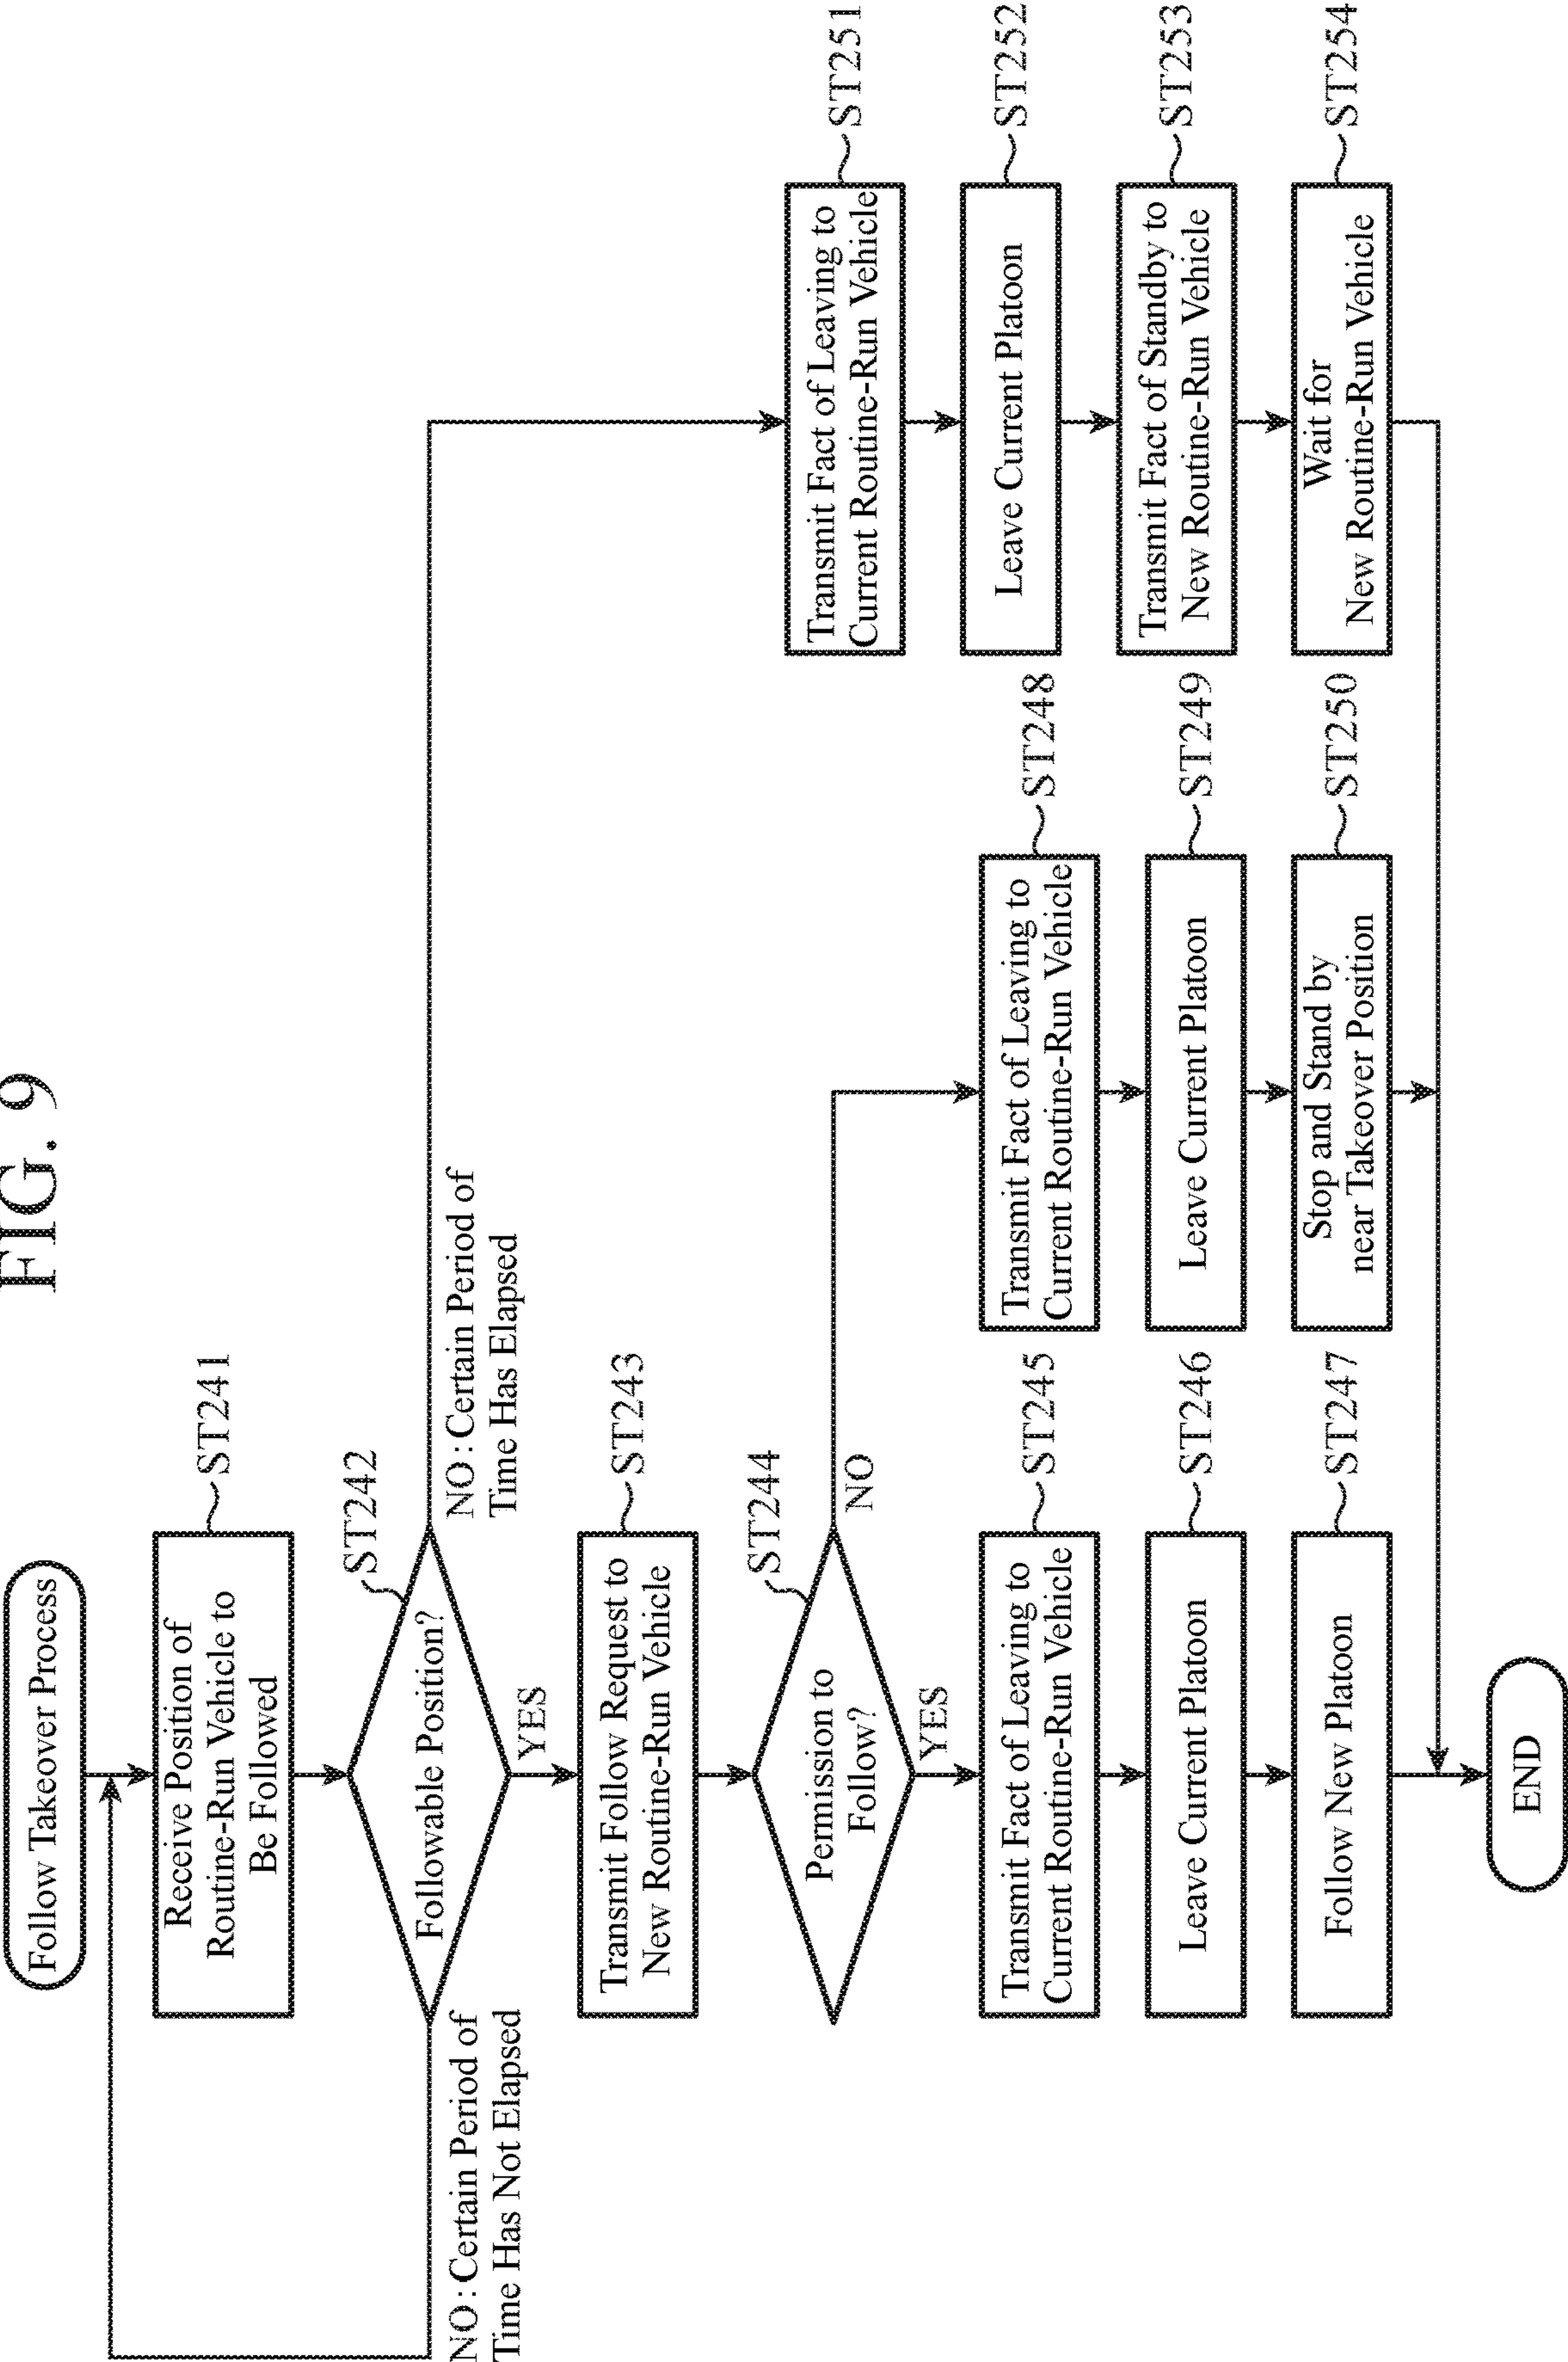 FIG. 9
Follow Takeover Process
Receive Position of
Routine-Run Vehicle to
Be Followed
ST241
Followable Position?
ST242
NO : Certain Period of
Time Has Not Elapsed
NO : Certain Period of
Time Has Elapsed
YES
Transmit Follow Request to
New Routine-Run Vehicle
ST243
Permission to
Follow?
ST244
NO
YES
Transmit Fact of Leaving to
Current Routine-Run Vehicle
ST245
Leave Current Platoon
ST246
Follow New Platoon
ST247
Transmit Fact of Leaving to
Current Routine-Run Vehicle
ST248
Leave Current Platoon
ST249
Stop and Stand by
near Takeover Position
ST250
Transmit Fact of Leaving to
Current Routine-Run Vehicle
ST251
Leave Current Platoon
ST252
Transmit Fact of Standby to
New Routine-Run Vehicle
ST253
Wait for
New Routine-Run Vehicle
ST254
END